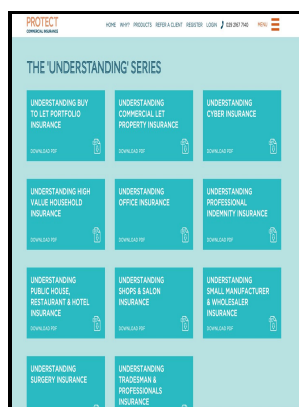 PROTECT
COMMERCIAL INSURANCE
HOME WHY? PRODUCTS REFER A CLIENT REGISTER LOGIN 029 2167 7140 MENU
THE 'UNDERSTANDING' SERIES
UNDERSTANDING BUY
TO LET PORTFOLIO
INSURANCE
DOWNLOAD PDF
UNDERSTANDING
COMMERCIAL LET
PROPERTY INSURANCE
DOWNLOAD PDF
UNDERSTANDING
CYBER INSURANCE
DOWNLOAD PDF
UNDERSTANDING HIGH
VALUE HOUSEHOLD
INSURANCE
DOWNLOAD PDF
UNDERSTANDING
OFFICE INSURANCE
DOWNLOAD PDF
UNDERSTANDING
PROFESSIONAL
INDEMNITY INSURANCE
DOWNLOAD PDF
UNDERSTANDING
PUBLIC HOUSE,
RESTAURANT & HOTEL
INSURANCE
DOWNLOAD PDF
UNDERSTANDING
SHOPS & SALON
INSURANCE
DOWNLOAD PDF
UNDERSTANDING
SMALL MANUFACTURER
& WHOLESALER
INSURANCE
DOWNLOAD PDF
UNDERSTANDING
SURGERY INSURANCE
UNDERSTANDING
TRADESMAN &
PROFESSIONALS
INSURANCE